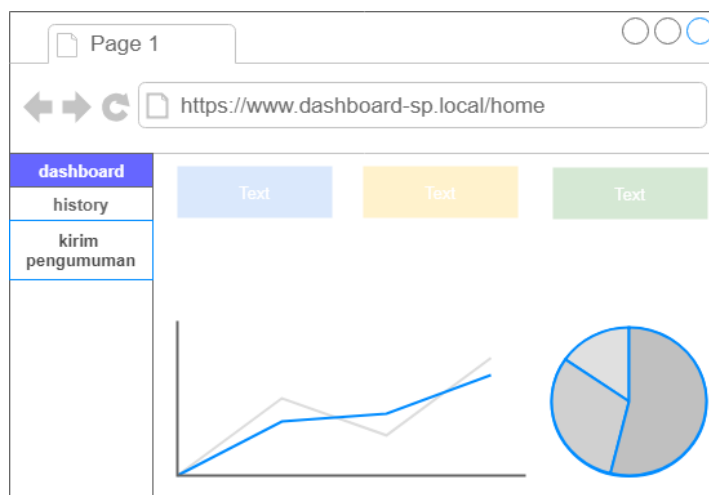 Page 1
https://www.dashboard-sp.local/home
dashboard
history
kirim
pengumuman
Text
Text
Text